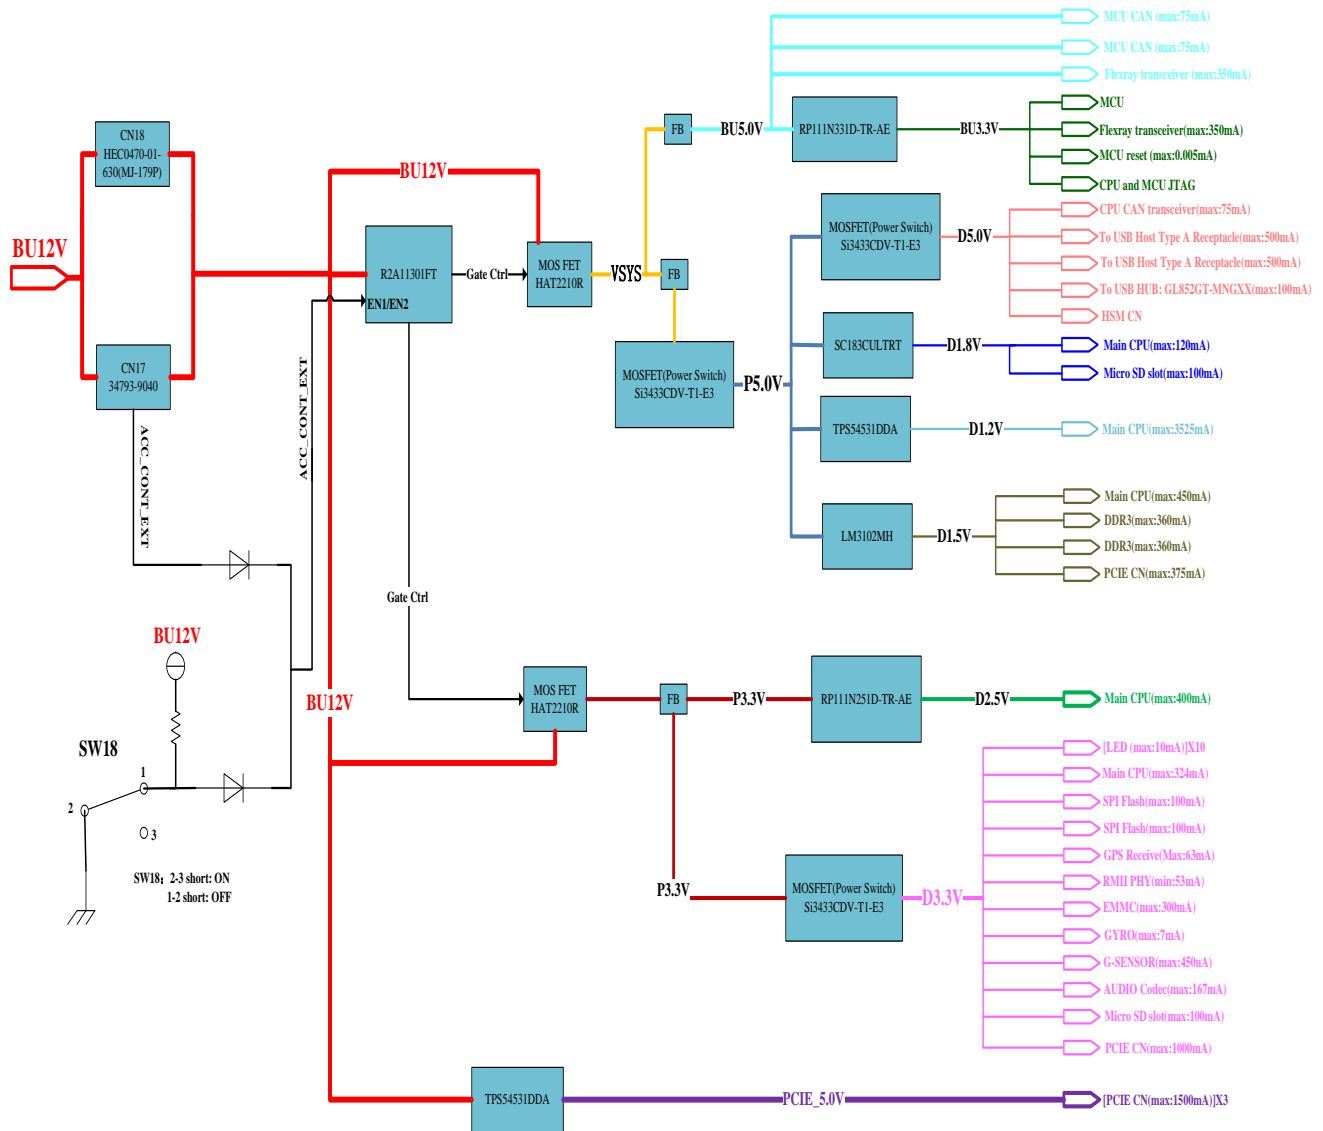 MCU CAN (max:75mA)
MCU CAN (max:75mA)
Flexray transceiver (max:350mA)
CN18
HEC0470-01-
630(MJ-179P)
FB
BU5.0V
RP111N331D-TR-AE
BU3.3V
MCU
Flexray transceiver(max:350mA)
MCU reset (max:0.005mA)
CPU and MCU JTAG
BU12V
BU12V
R2A11301FT
EN1/EN2
Gate Ctrl
MOS FET
HAT2210R
VSYS
FB
MOSFET(Power Switch)
Si3433CDV-T1-E3
D5.0V
CPU CAN transceiver(max:75mA)
To USB Host Type A Receptacle(max:500mA)
To USB Host Type A Receptacle(max:500mA)
To USB HUB: GL852GT-MNGXX(max:100mA)
HSM CN
CN17
34793-9040
MOSFET(Power Switch)
Si3433CDV-T1-E3
P5.0V
SC183CULTRT
D1.8V
Main CPU(max:120mA)
Micro SD slot(max:100mA)
ACC_CONT_EXT
ACC_CONT_EXT
TPS54531DDA
D1.2V
Main CPU(max:3525mA)
LM3102MH
D1.5V
Main CPU(max:450mA)
DDR3(max:360mA)
DDR3(max:360mA)
PCIE CN(max:375mA)
Gate Ctrl
BU12V
BU12V
MOS FET
HAT2210R
FB
P3.3V
RP111N251D-TR-AE
D2.5V
Main CPU(max:400mA)
SW18
1
2
3
SW18: 2-3 short: ON
1-2 short: OFF
P3.3V
MOSFET(Power Switch)
Si3433CDV-T1-E3
D3.3V
[LED (max:10mA)]X10
Main CPU(max:324mA)
SPI Flash(max:100mA)
SPI Flash(max:100mA)
GPS Receive(Max:63mA)
RMII PHY(min:53mA)
EMMC(max:300mA)
GYRO(max:7mA)
G-SENSOR(max:450uA)
AUDIO Codec(max:167mA)
Micro SD slot(max:100mA)
PCIE CN(max:1000mA)
TPS54531DDA
PCIE_5.0V
[PCIE CN(max:1500mA)]X3